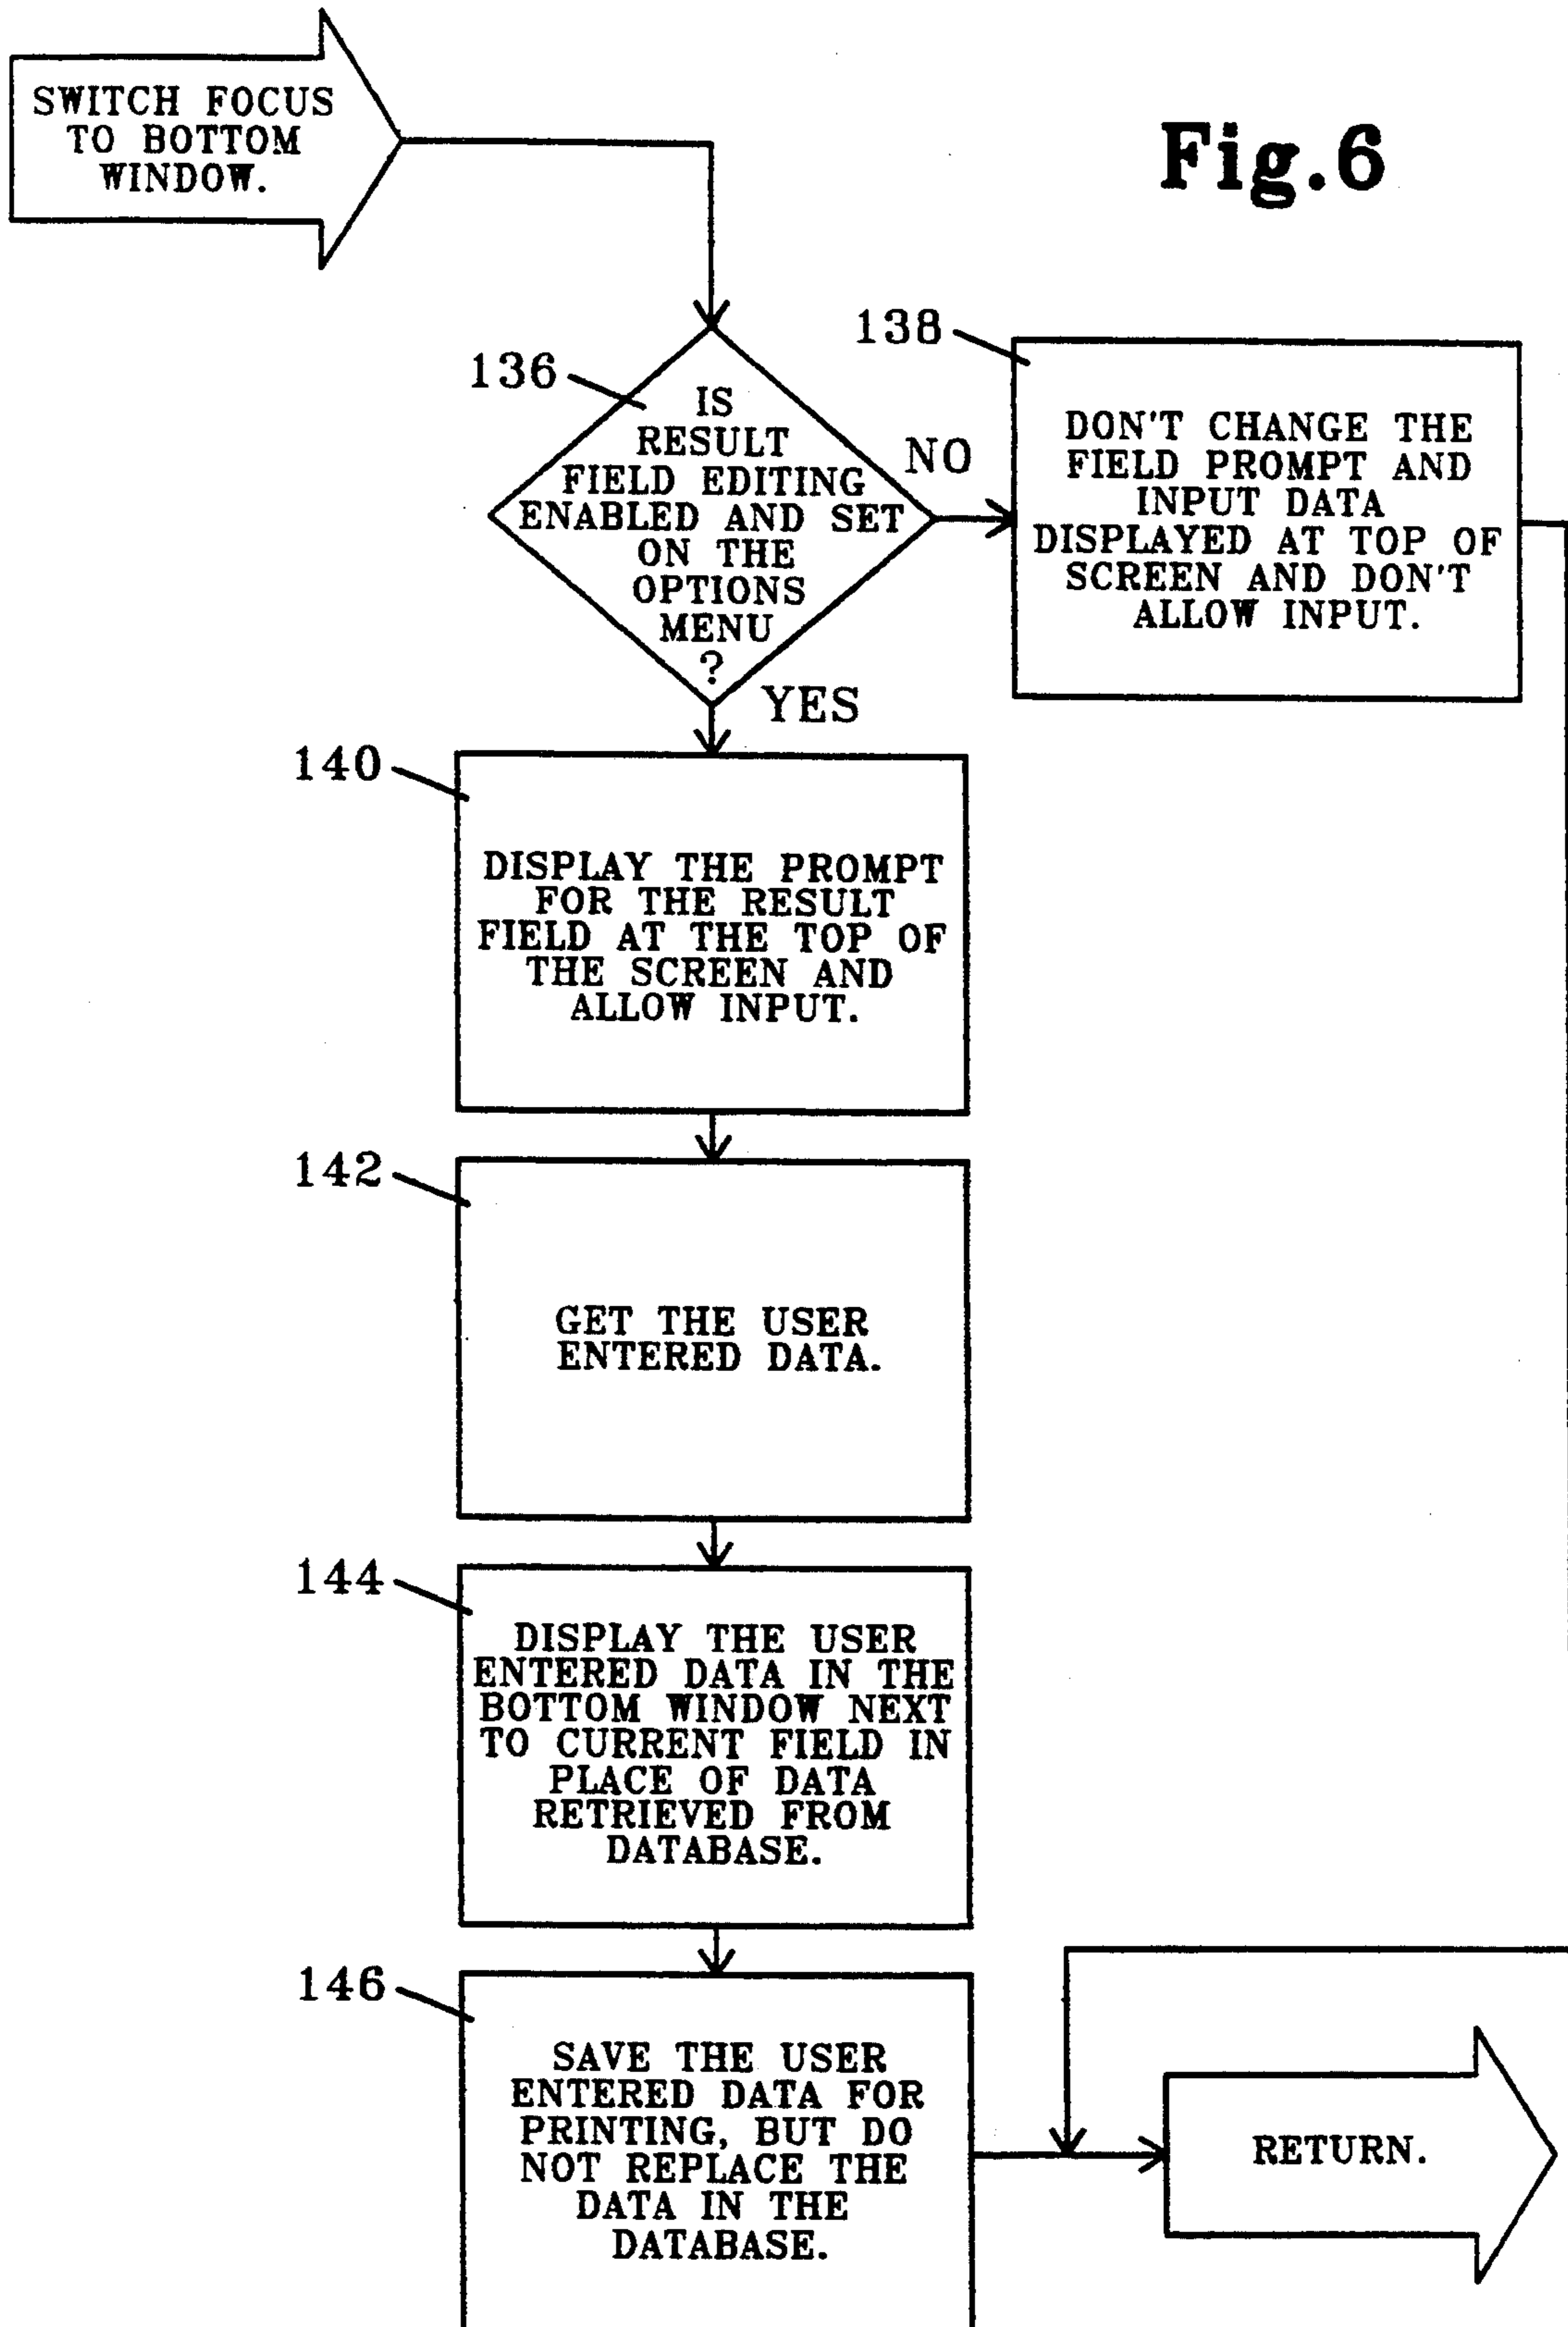 SWITCH FOCUS
TO BOTTOM
WINDOW.
Fig.6
136
IS
RESULT
FIELD EDITING
ENABLED AND SET
ON THE
OPTIONS
MENU
?
NO
138
DON'T CHANGE THE
FIELD PROMPT AND
INPUT DATA
DISPLAYED AT TOP OF
SCREEN AND DON'T
ALLOW INPUT.
YES
140
DISPLAY THE PROMPT
FOR THE RESULT
FIELD AT THE TOP OF
THE SCREEN AND
ALLOW INPUT.
142
GET THE USER
ENTERED DATA.
144
DISPLAY THE USER
ENTERED DATA IN THE
BOTTOM WINDOW NEXT
TO CURRENT FIELD IN
PLACE OF DATA
RETRIEVED FROM
DATABASE.
146
SAVE THE USER
ENTERED DATA FOR
PRINTING, BUT DO
NOT REPLACE THE
DATA IN THE
DATABASE.
RETURN.